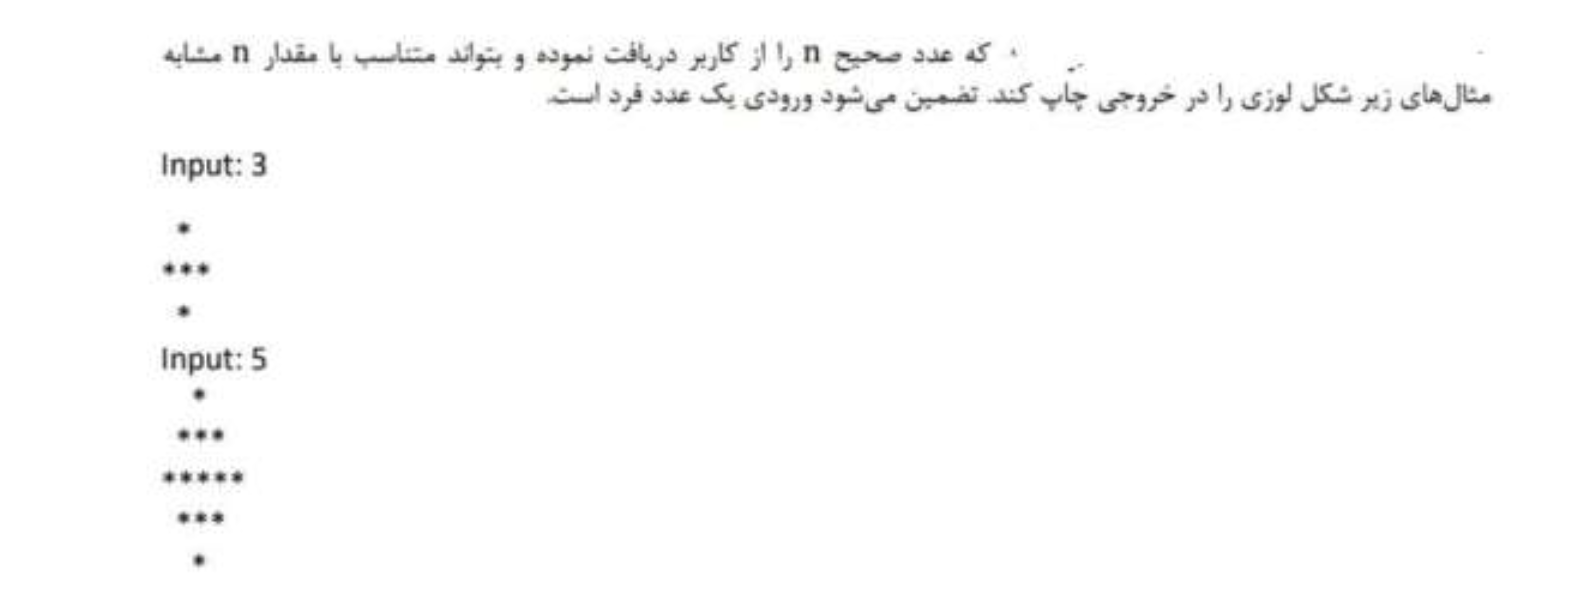 که عدد صحیح n را از کاربر دریافت نموده و بتواند متناسب با مقدار n مشابه
مثال‌های زیر شکل لوزی را در خروجی چاپ کند. تضمین می‌شود ورودی یک عدد فرد است.
Input: 3
*
***
*
Input: 5
*
***
*****
***
*